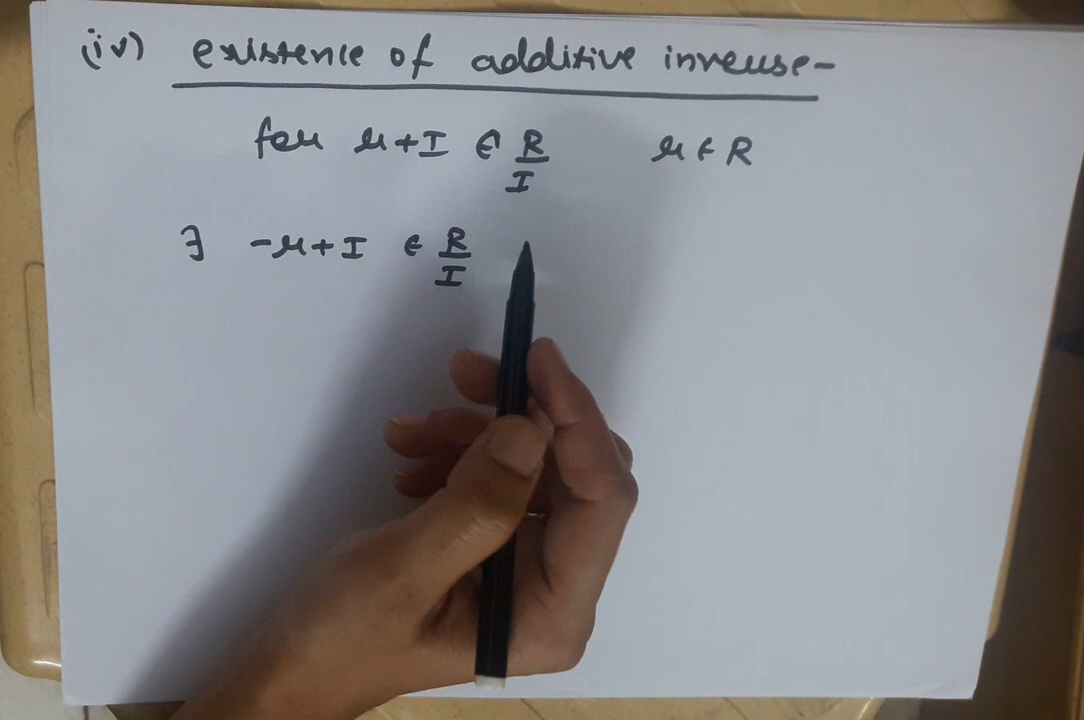 (iv) existence of additive inverse-
for r+I ∈ R/I r ∈ R
∃ -r+I ∈ R/I